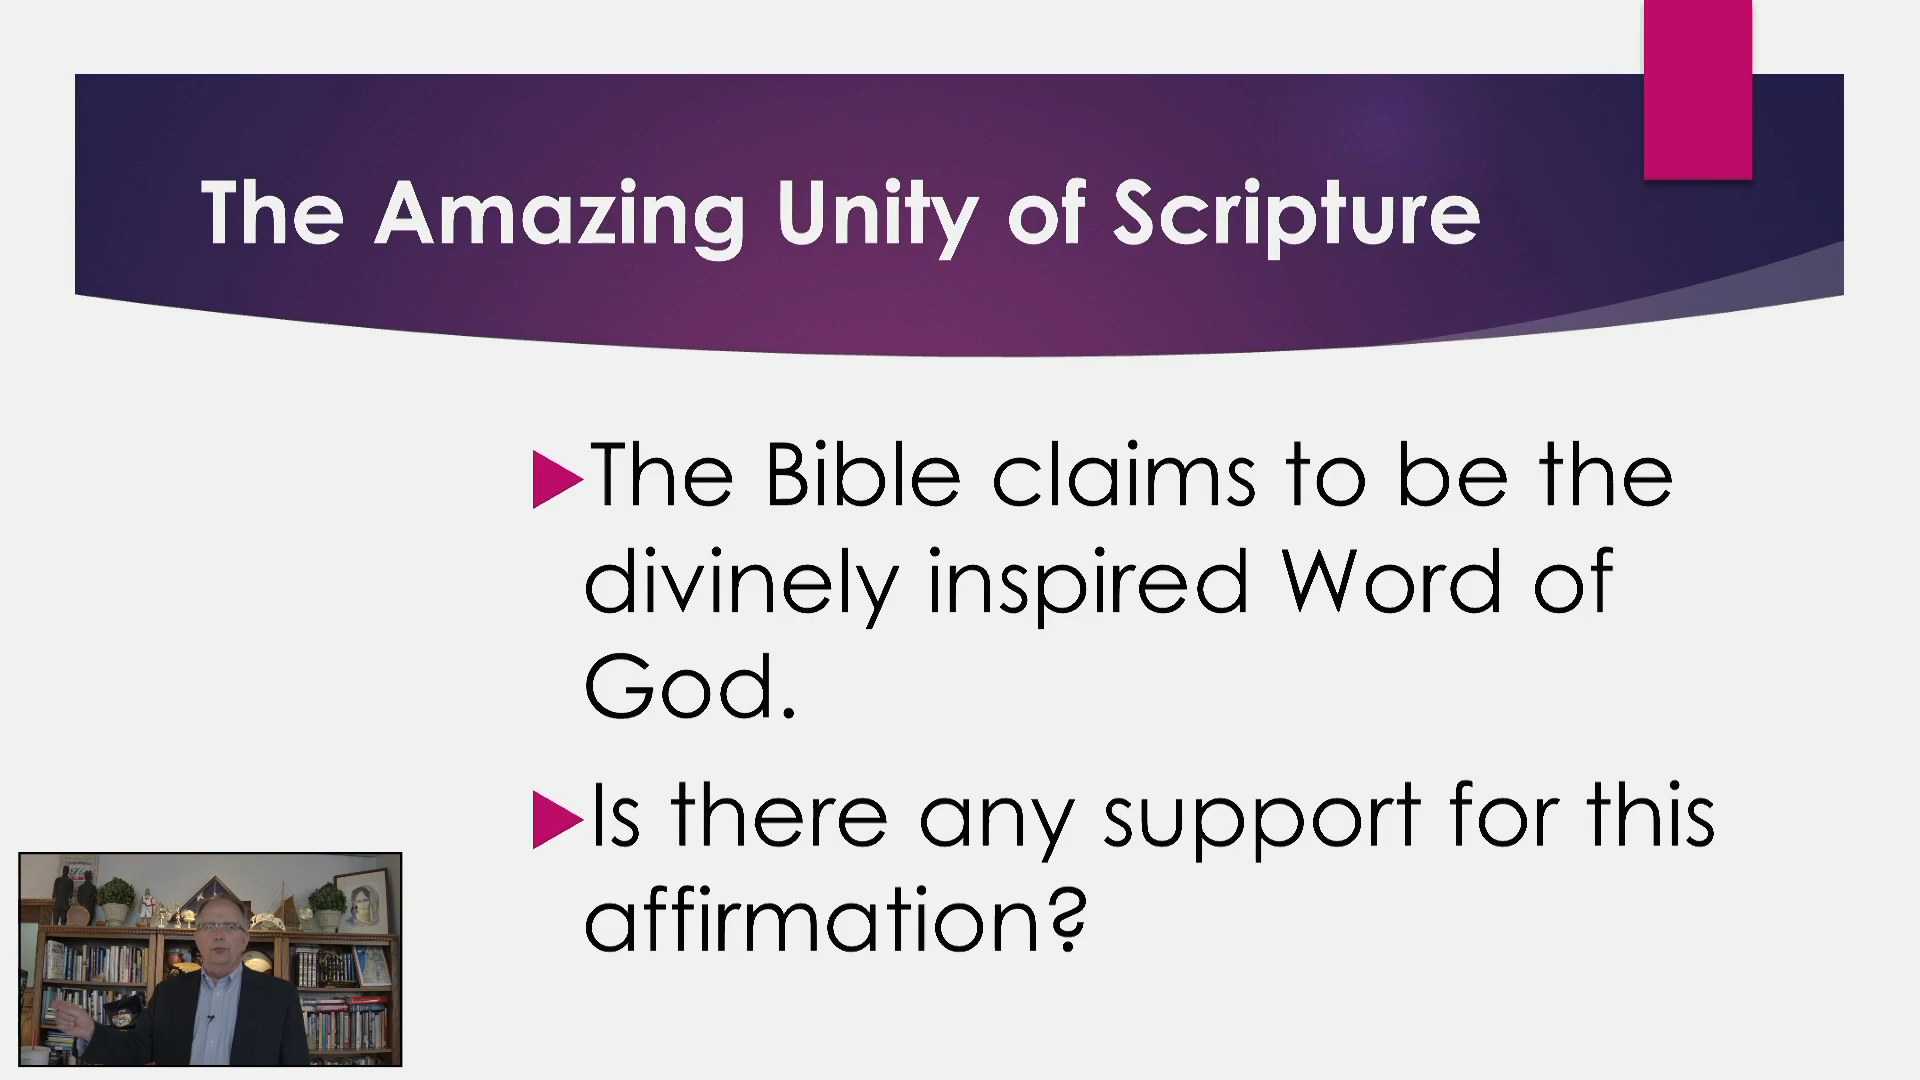 The Amazing Unity of Scripture
The Bible claims to be the
divinely inspired Word of
God.
Is there any support for this
affirmation?